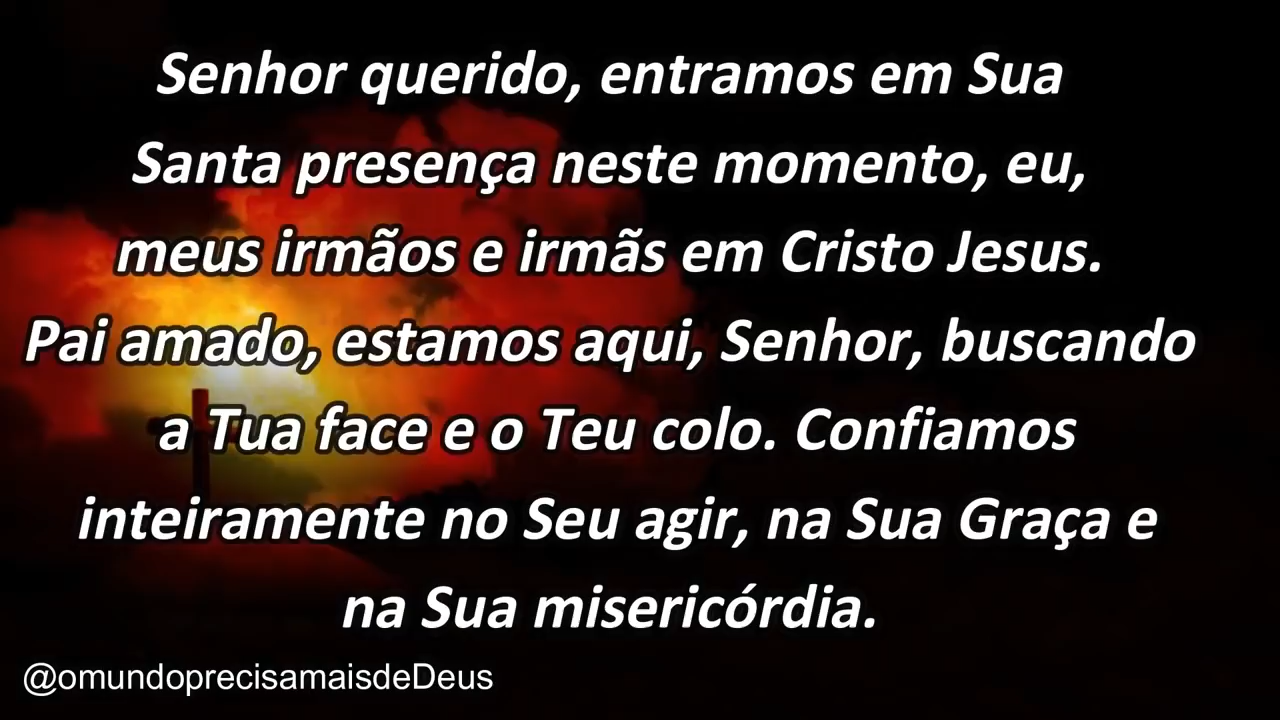 Senhor querido, entramos em Sua
Santa presença neste momento, eu,
meus irmãos e irmãs em Cristo Jesus.
Pai amado, estamos aqui, Senhor, buscando
a Tua face e o Teu colo. Confiamos
inteiramente no Seu agir, na Sua Graça e
na Sua misericórdia.
@omundoprecisamaisdeDeus